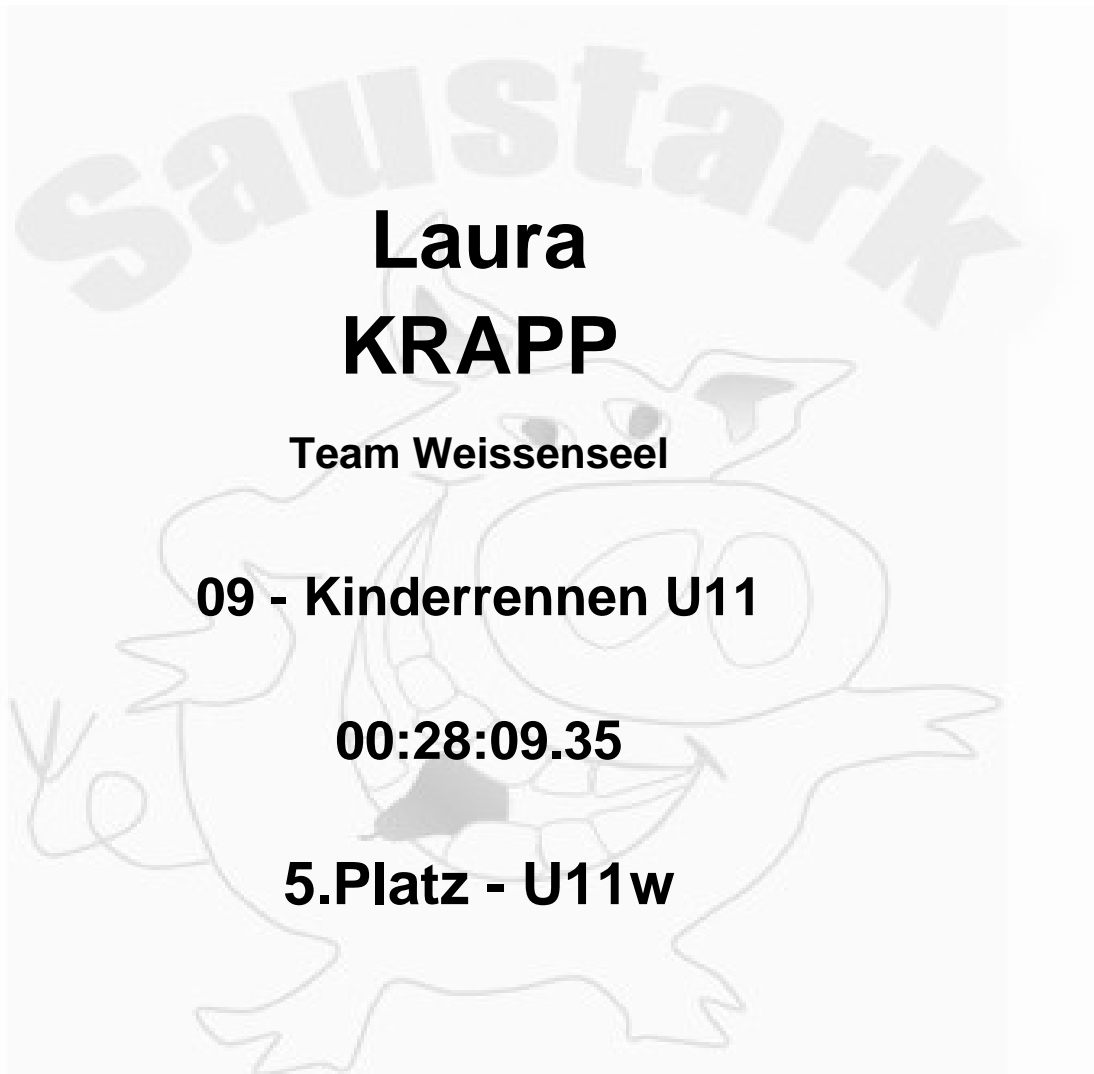 Saustark
Laura
KRAPP
Team Weissenseel
09 - Kinderrennen U11
00:28:09.35
5.Platz - U11w